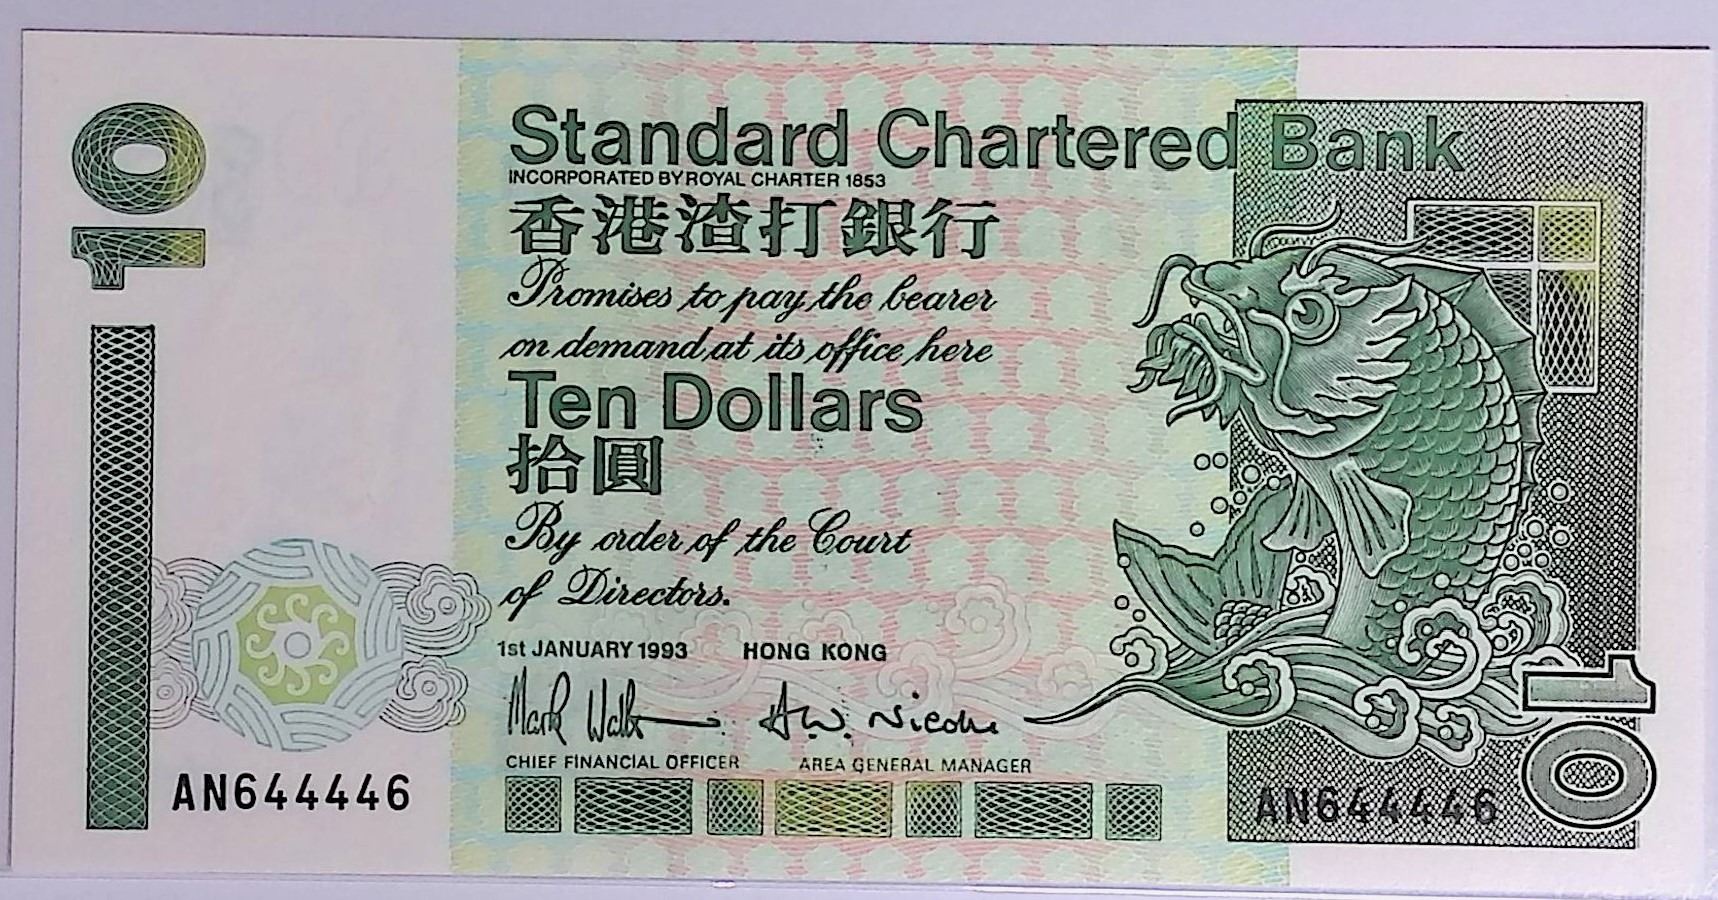 10
Standard Chartered Bank
INCORPORATED BY ROYAL CHARTER 1853
香港渣打銀行
Promises to pay the bearer
on demand at its office here
Ten Dollars
拾圓
By order of the Court
of Directors.
1st JANUARY 1993 HONG KONG
CHIEF FINANCIAL OFFICER AREA GENERAL MANAGER
AN644446
AN644446
10